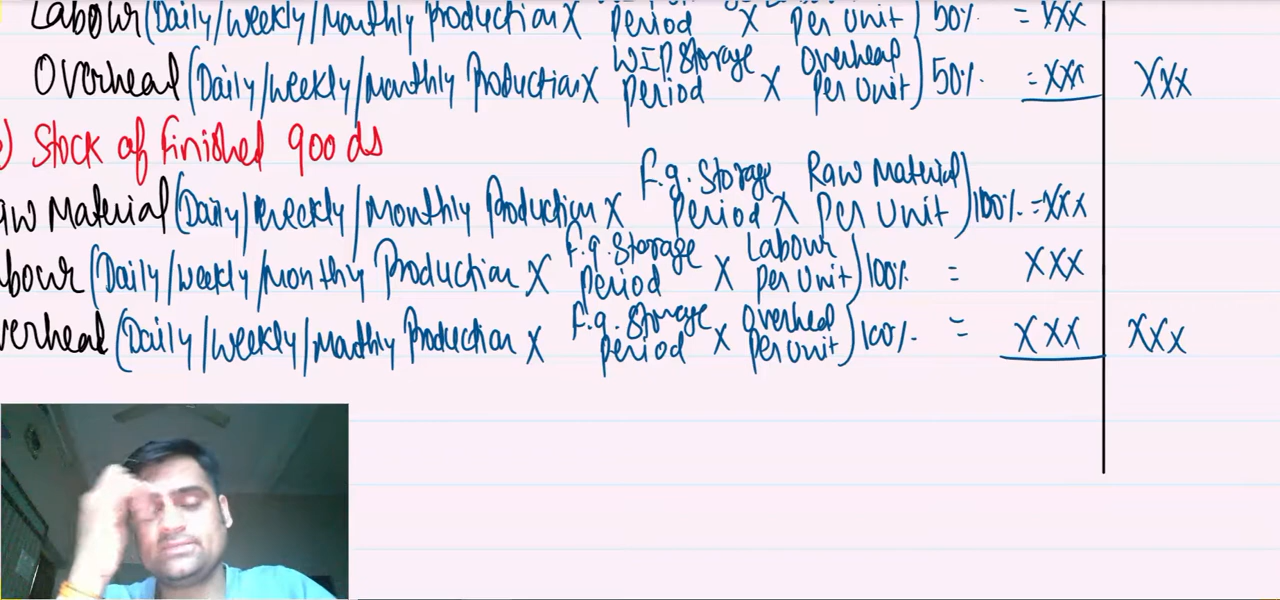 Labour (Daily/weekly/Monthly Production X Period X Per Unit) 50% = XXX
Overhead (Daily/weekly/Monthly Production X WIP Storage Period X Overhead Per Unit) 50% = XXX XXX
) Stock of finished goods
aw Material (Daily/weekly/Monthly Production X F.g. Storage Period X Raw Material Per Unit) 100% = XXX
bour (Daily/weekly/monthly Production X F.g. Storage Period X Labour Per Unit) 100% = XXX
verhead (Daily/weekly/Monthly Production X F.g. Storage Period X Overhead Per Unit) 100% = XXX XXX